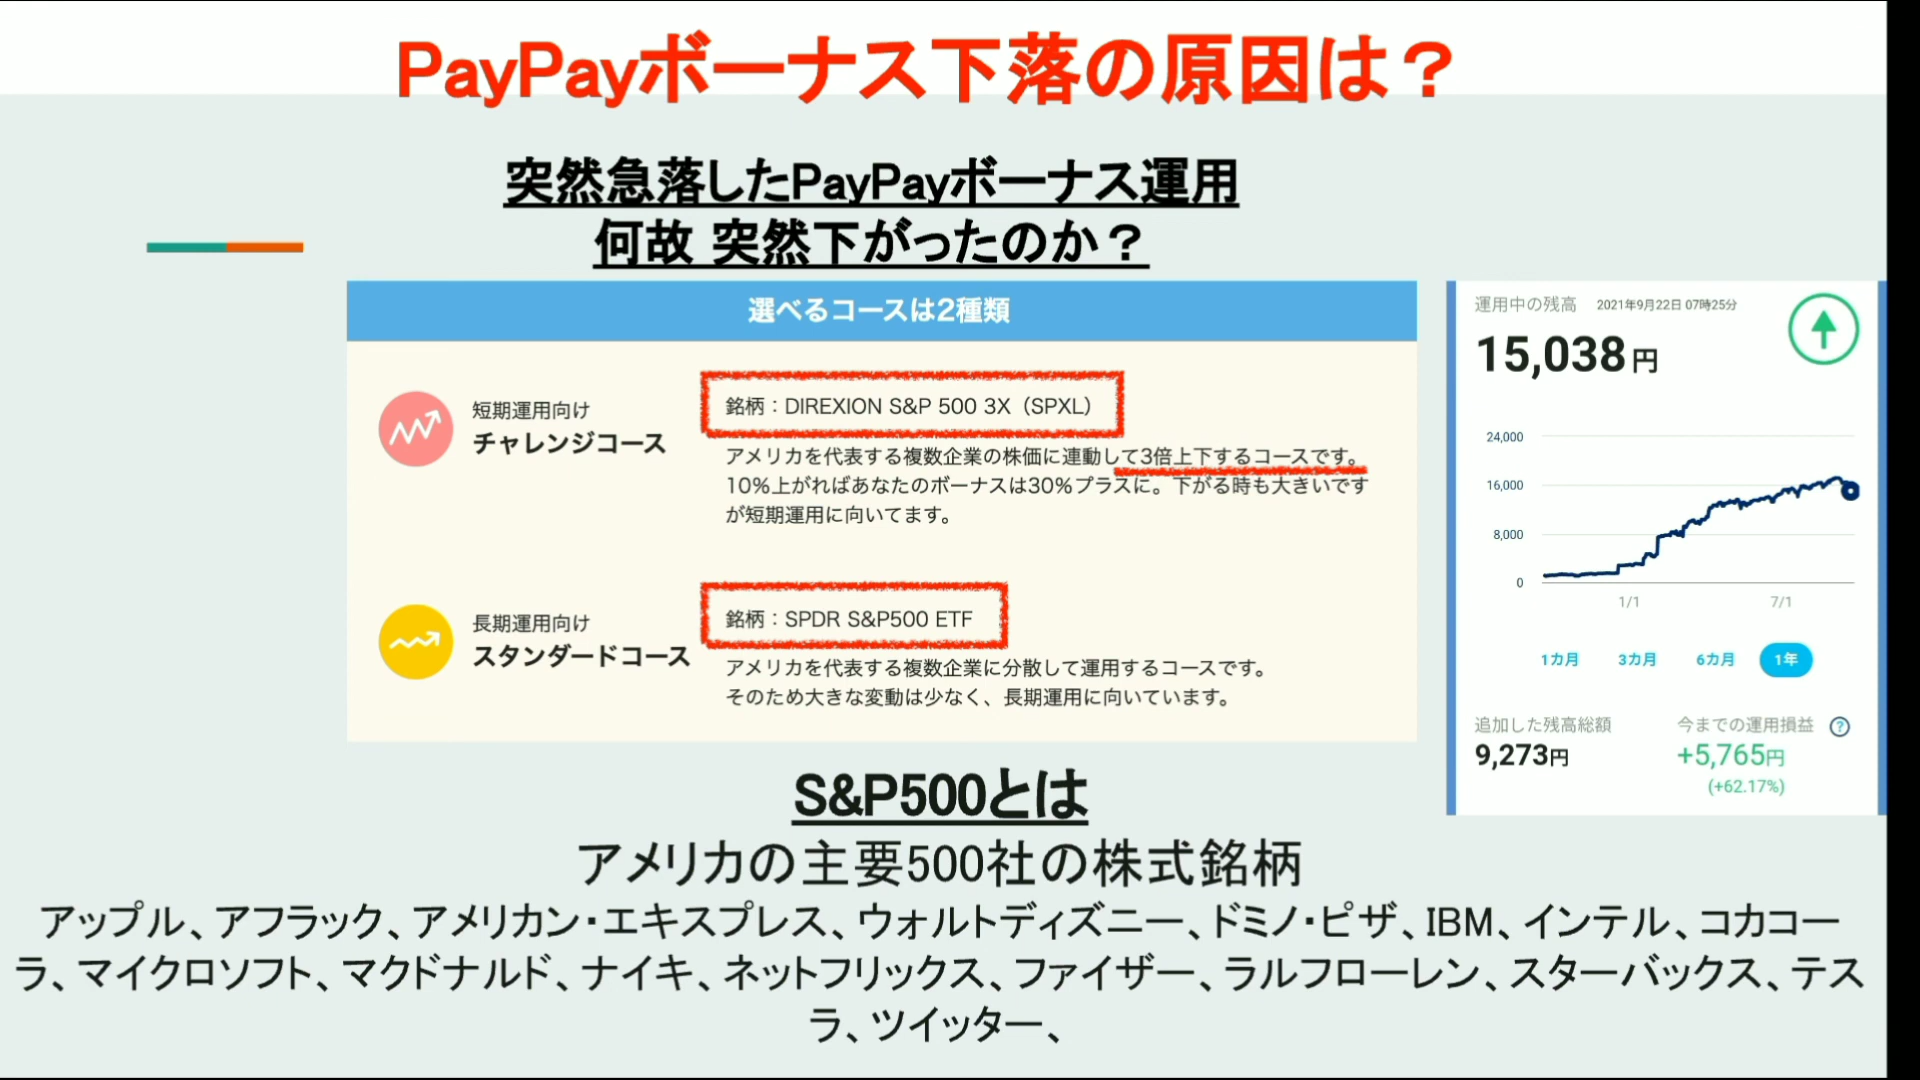 PayPayボーナス下落の原因は？
突然急落したPayPayボーナス運用
何故 突然下がったのか？
選べるコースは2種類
短期運用向け
チャレンジコース
銘柄：DIREXION S&P 500 3X（SPXL）
アメリカを代表する複数企業の株価に連動して3倍上下するコースです。
10%上がればあなたのボーナスは30%プラスに。下がる時も大きいです
が短期運用に向いてます。
長期運用向け
スタンダードコース
銘柄：SPDR S&P500 ETF
アメリカを代表する複数企業に分散して運用するコースです。
そのため大きな変動は少なく、長期運用に向いています。
運用中の残高 2021年9月22日 07時25分
15,038円
24,000
16,000
8,000
0
1/1 7/1
1カ月 3カ月 6カ月 1年
追加した残高総額 今までの運用損益 ?
9,273円 +5,765円
(+62.17%)
S&P500とは
アメリカの主要500社の株式銘柄
アップル、アフラック、アメリカン・エキスプレス、ウォルトディズニー、ドミノ・ピザ、IBM、インテル、コカコー
ラ、マイクロソフト、マクドナルド、ナイキ、ネットフリックス、ファイザー、ラルフローレン、スターバックス、テス
ラ、ツイッター、